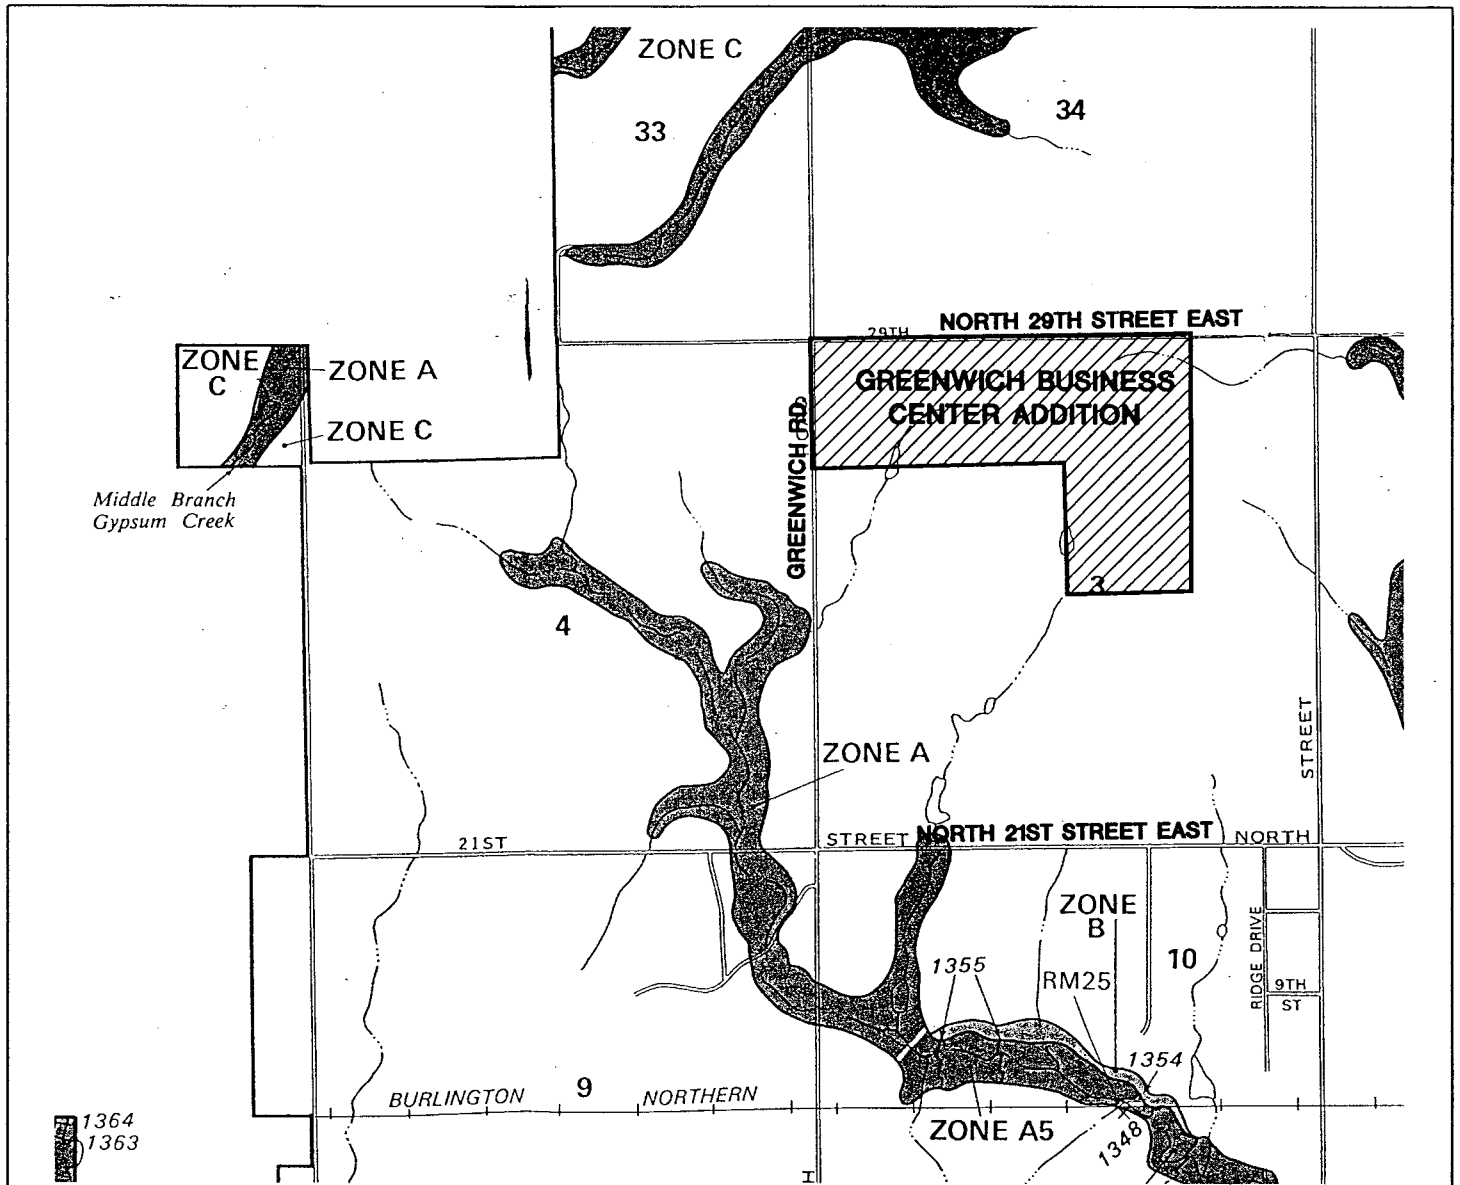 ZONE C
33
34
29TH
NORTH 29TH STREET EAST
ZONE
C
ZONE A
ZONE C
GREENWICH BUSINESS
CENTER ADDITION
GREENWICH RD.
Middle Branch
Gypsum Creek
3
4
ZONE A
STREET
21ST
STREET
NORTH 21ST STREET EAST
NORTH
ZONE
B
10
RIDGE DRIVE
9TH
ST
1355
RM25
1354
BURLINGTON
9
NORTHERN
ZONE A5
1348
1364
1363
H